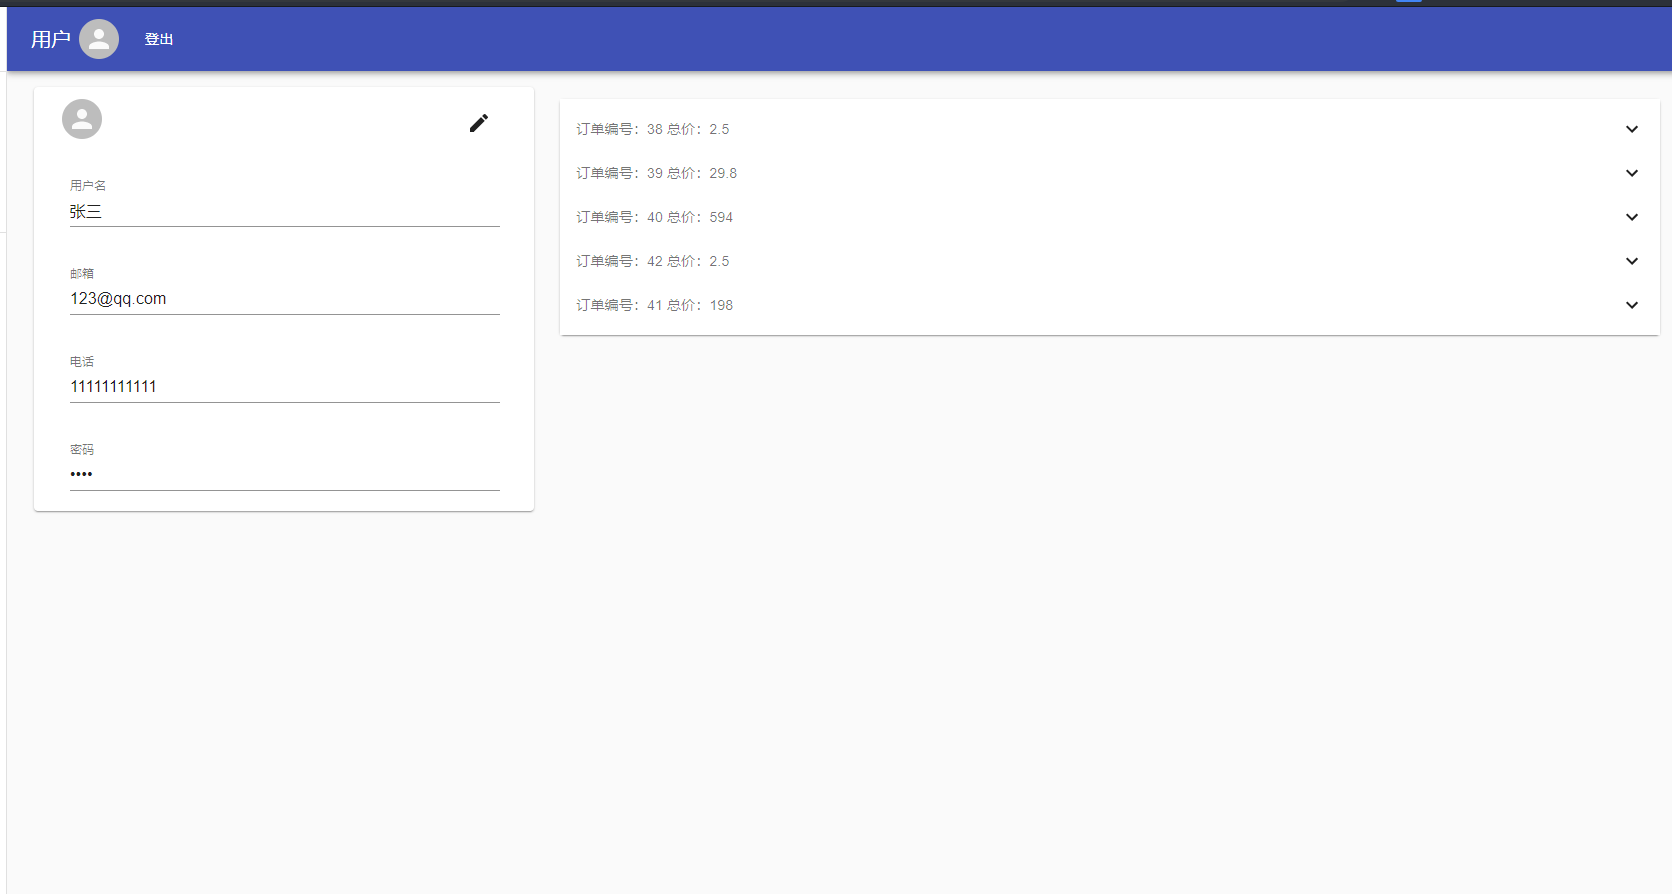 用户 登出
用户名
张三
邮箱
123@qq.com
电话
11111111111
密码
••••
订单编号：38 总价：2.5
订单编号：39 总价：29.8
订单编号：40 总价：594
订单编号：42 总价：2.5
订单编号：41 总价：198